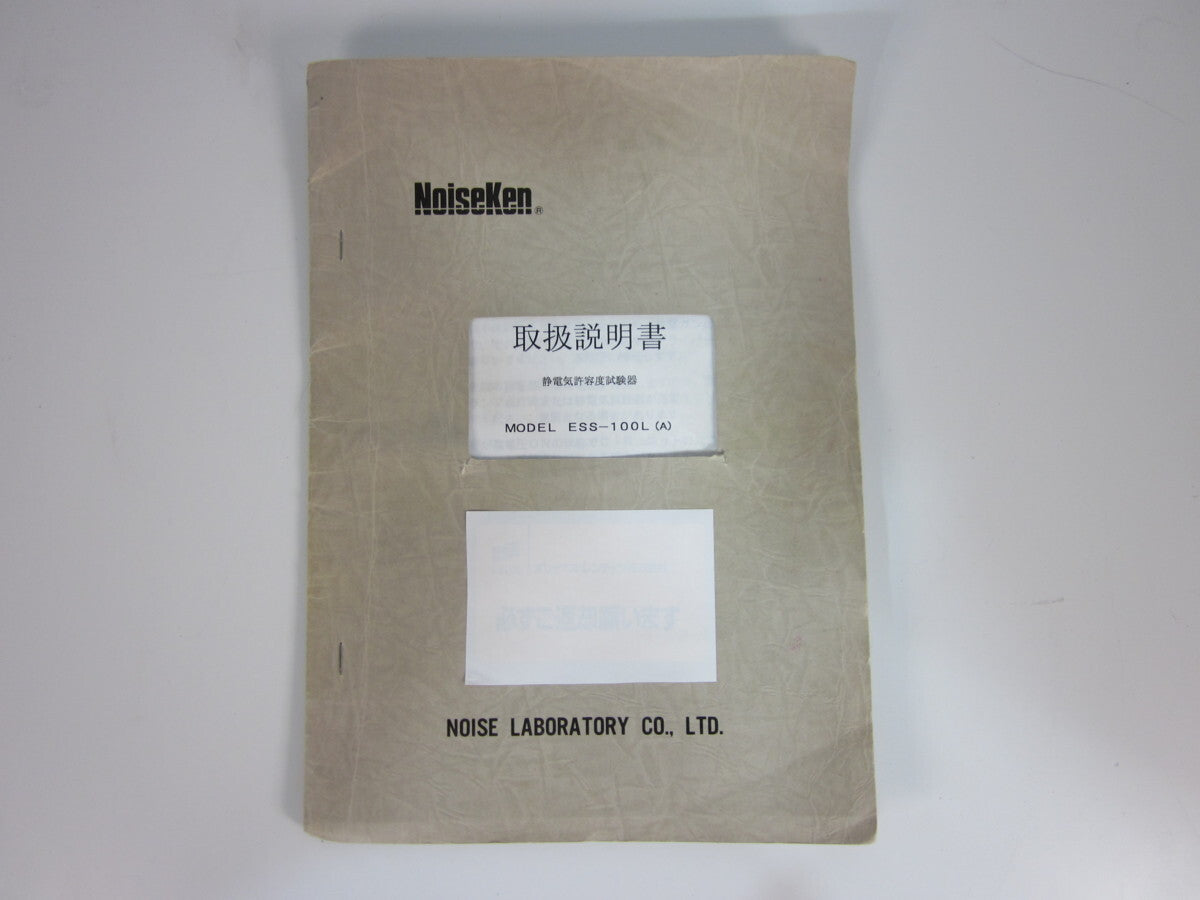 NoiseKen®
取扱説明書
静電気許容度試験器
MODEL ESS-100L (A)
NOISE LABORATORY CO., LTD.